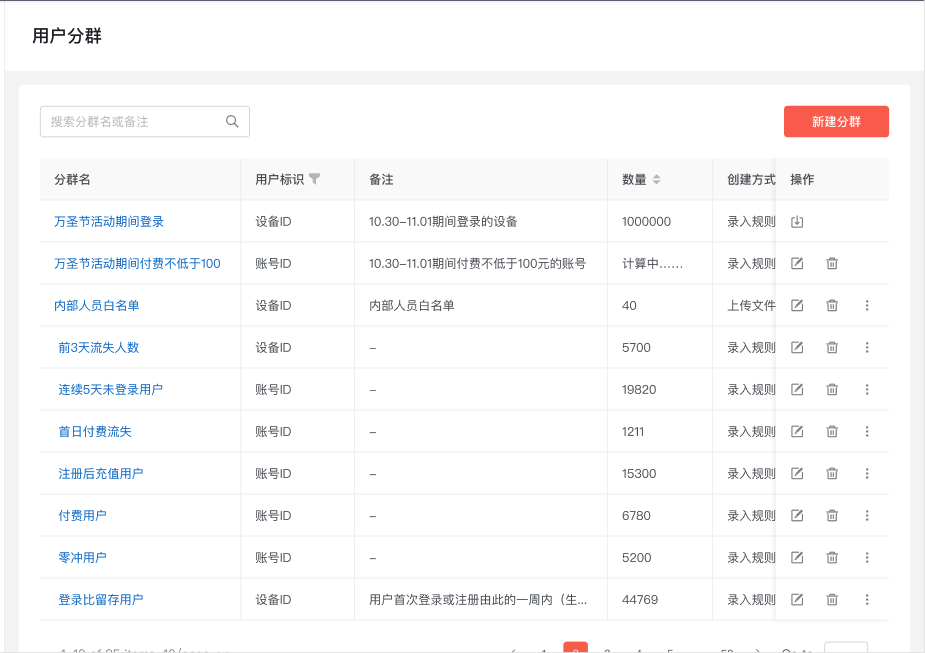 用户分群
搜索分群名或备注
新建分群
分群名 用户标识 备注 数量 创建方式 操作
万圣节活动期间登录 设备ID 10.30-11.01期间登录的设备 1000000 录入规则
万圣节活动期间付费不低于100 账号ID 10.30-11.01期间付费不低于100元的账号 计算中…… 录入规则
内部人员白名单 设备ID 内部人员白名单 40 上传文件
前3天流失人数 设备ID - 5700 录入规则
连续5天未登录用户 账号ID - 19820 录入规则
首日付费流失 账号ID - 1211 录入规则
注册后充值用户 账号ID - 15300 录入规则
付费用户 账号ID - 6780 录入规则
零冲用户 账号ID - 5200 录入规则
登录比留存用户 设备ID 用户首次登录或注册由此的一周内（生... 44769 录入规则